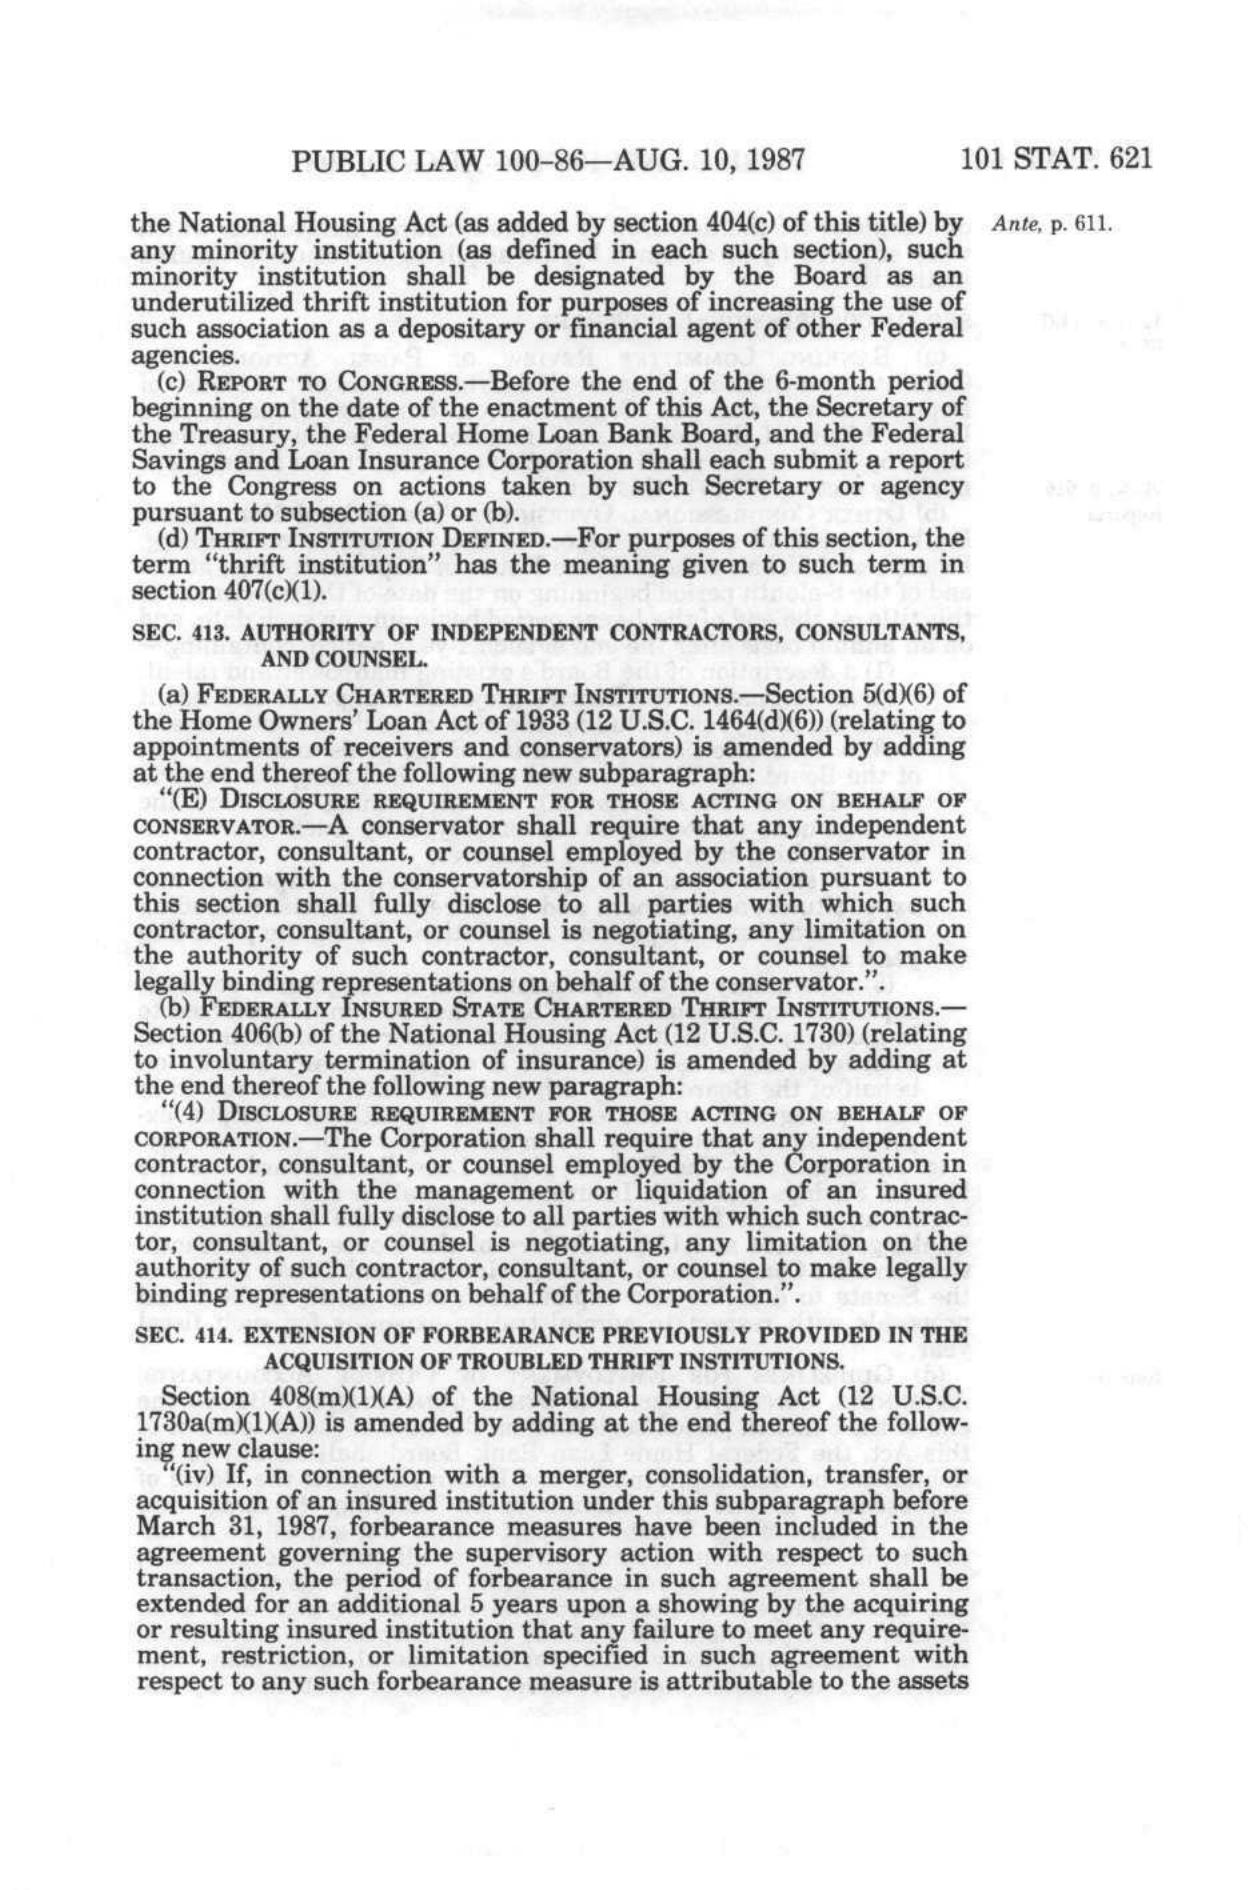 PUBLIC LAW 100–86—AUG. 10, 1987 101 STAT. 621
the National Housing Act (as added by section 404(c) of this title) by Ante, p. 611.
any minority institution (as defined in each such section), such
minority institution shall be designated by the Board as an
underutilized thrift institution for purposes of increasing the use of
such association as a depositary or financial agent of other Federal
agencies.
(c) REPORT TO CONGRESS.—Before the end of the 6-month period
beginning on the date of the enactment of this Act, the Secretary of
the Treasury, the Federal Home Loan Bank Board, and the Federal
Savings and Loan Insurance Corporation shall each submit a report
to the Congress on actions taken by such Secretary or agency
pursuant to subsection (a) or (b).
(d) THRIFT INSTITUTION DEFINED.—For purposes of this section, the
term “thrift institution” has the meaning given to such term in
section 407(c)(1).
SEC. 413. AUTHORITY OF INDEPENDENT CONTRACTORS, CONSULTANTS,
AND COUNSEL.
(a) FEDERALLY CHARTERED THRIFT INSTITUTIONS.—Section 5(d)(6) of
the Home Owners’ Loan Act of 1933 (12 U.S.C. 1464(d)(6)) (relating to
appointments of receivers and conservators) is amended by adding
at the end thereof the following new subparagraph:
“(E) DISCLOSURE REQUIREMENT FOR THOSE ACTING ON BEHALF OF
CONSERVATOR.—A conservator shall require that any independent
contractor, consultant, or counsel employed by the conservator in
connection with the conservatorship of an association pursuant to
this section shall fully disclose to all parties with which such
contractor, consultant, or counsel is negotiating, any limitation on
the authority of such contractor, consultant, or counsel to make
legally binding representations on behalf of the conservator.”.
(b) FEDERALLY INSURED STATE CHARTERED THRIFT INSTITUTIONS.—
Section 406(b) of the National Housing Act (12 U.S.C. 1730) (relating
to involuntary termination of insurance) is amended by adding at
the end thereof the following new paragraph:
“(4) DISCLOSURE REQUIREMENT FOR THOSE ACTING ON BEHALF OF
CORPORATION.—The Corporation shall require that any independent
contractor, consultant, or counsel employed by the Corporation in
connection with the management or liquidation of an insured
institution shall fully disclose to all parties with which such contrac-
tor, consultant, or counsel is negotiating, any limitation on the
authority of such contractor, consultant, or counsel to make legally
binding representations on behalf of the Corporation.”.
SEC. 414. EXTENSION OF FORBEARANCE PREVIOUSLY PROVIDED IN THE
ACQUISITION OF TROUBLED THRIFT INSTITUTIONS.
Section 408(m)(1)(A) of the National Housing Act (12 U.S.C.
1730a(m)(1)(A)) is amended by adding at the end thereof the follow-
ing new clause:
“(iv) If, in connection with a merger, consolidation, transfer, or
acquisition of an insured institution under this subparagraph before
March 31, 1987, forbearance measures have been included in the
agreement governing the supervisory action with respect to such
transaction, the period of forbearance in such agreement shall be
extended for an additional 5 years upon a showing by the acquiring
or resulting insured institution that any failure to meet any require-
ment, restriction, or limitation specified in such agreement with
respect to any such forbearance measure is attributable to the assets